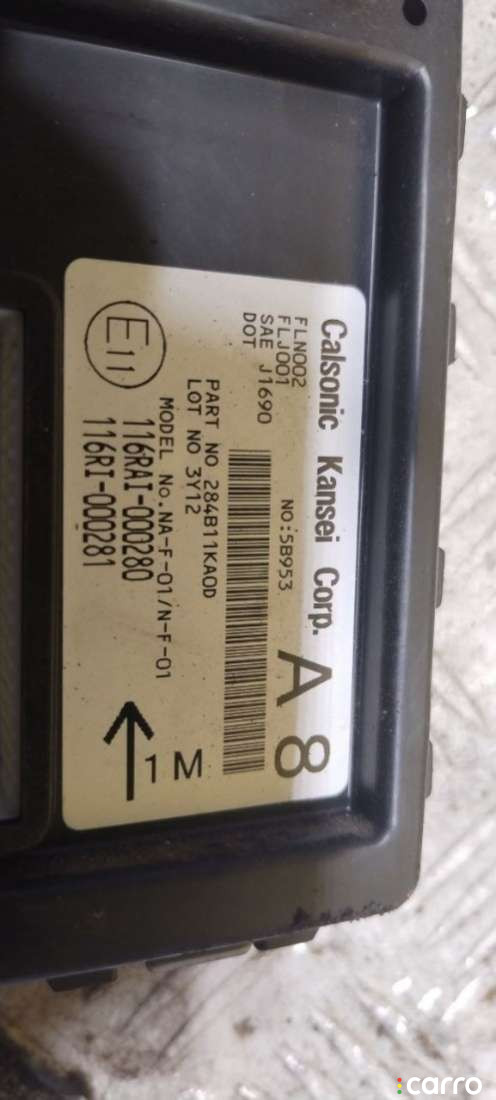 Calsonic Kansei Corp.
A 8
FLN002
FLJ001
SAE J1690
DOT
NO:5B953
PART NO 284B11KA0D
LOT NO 3Y12
MODEL No.NA-F-01/N-F-01
E11
116RAI-000280
116RI-000281
1 M
carro